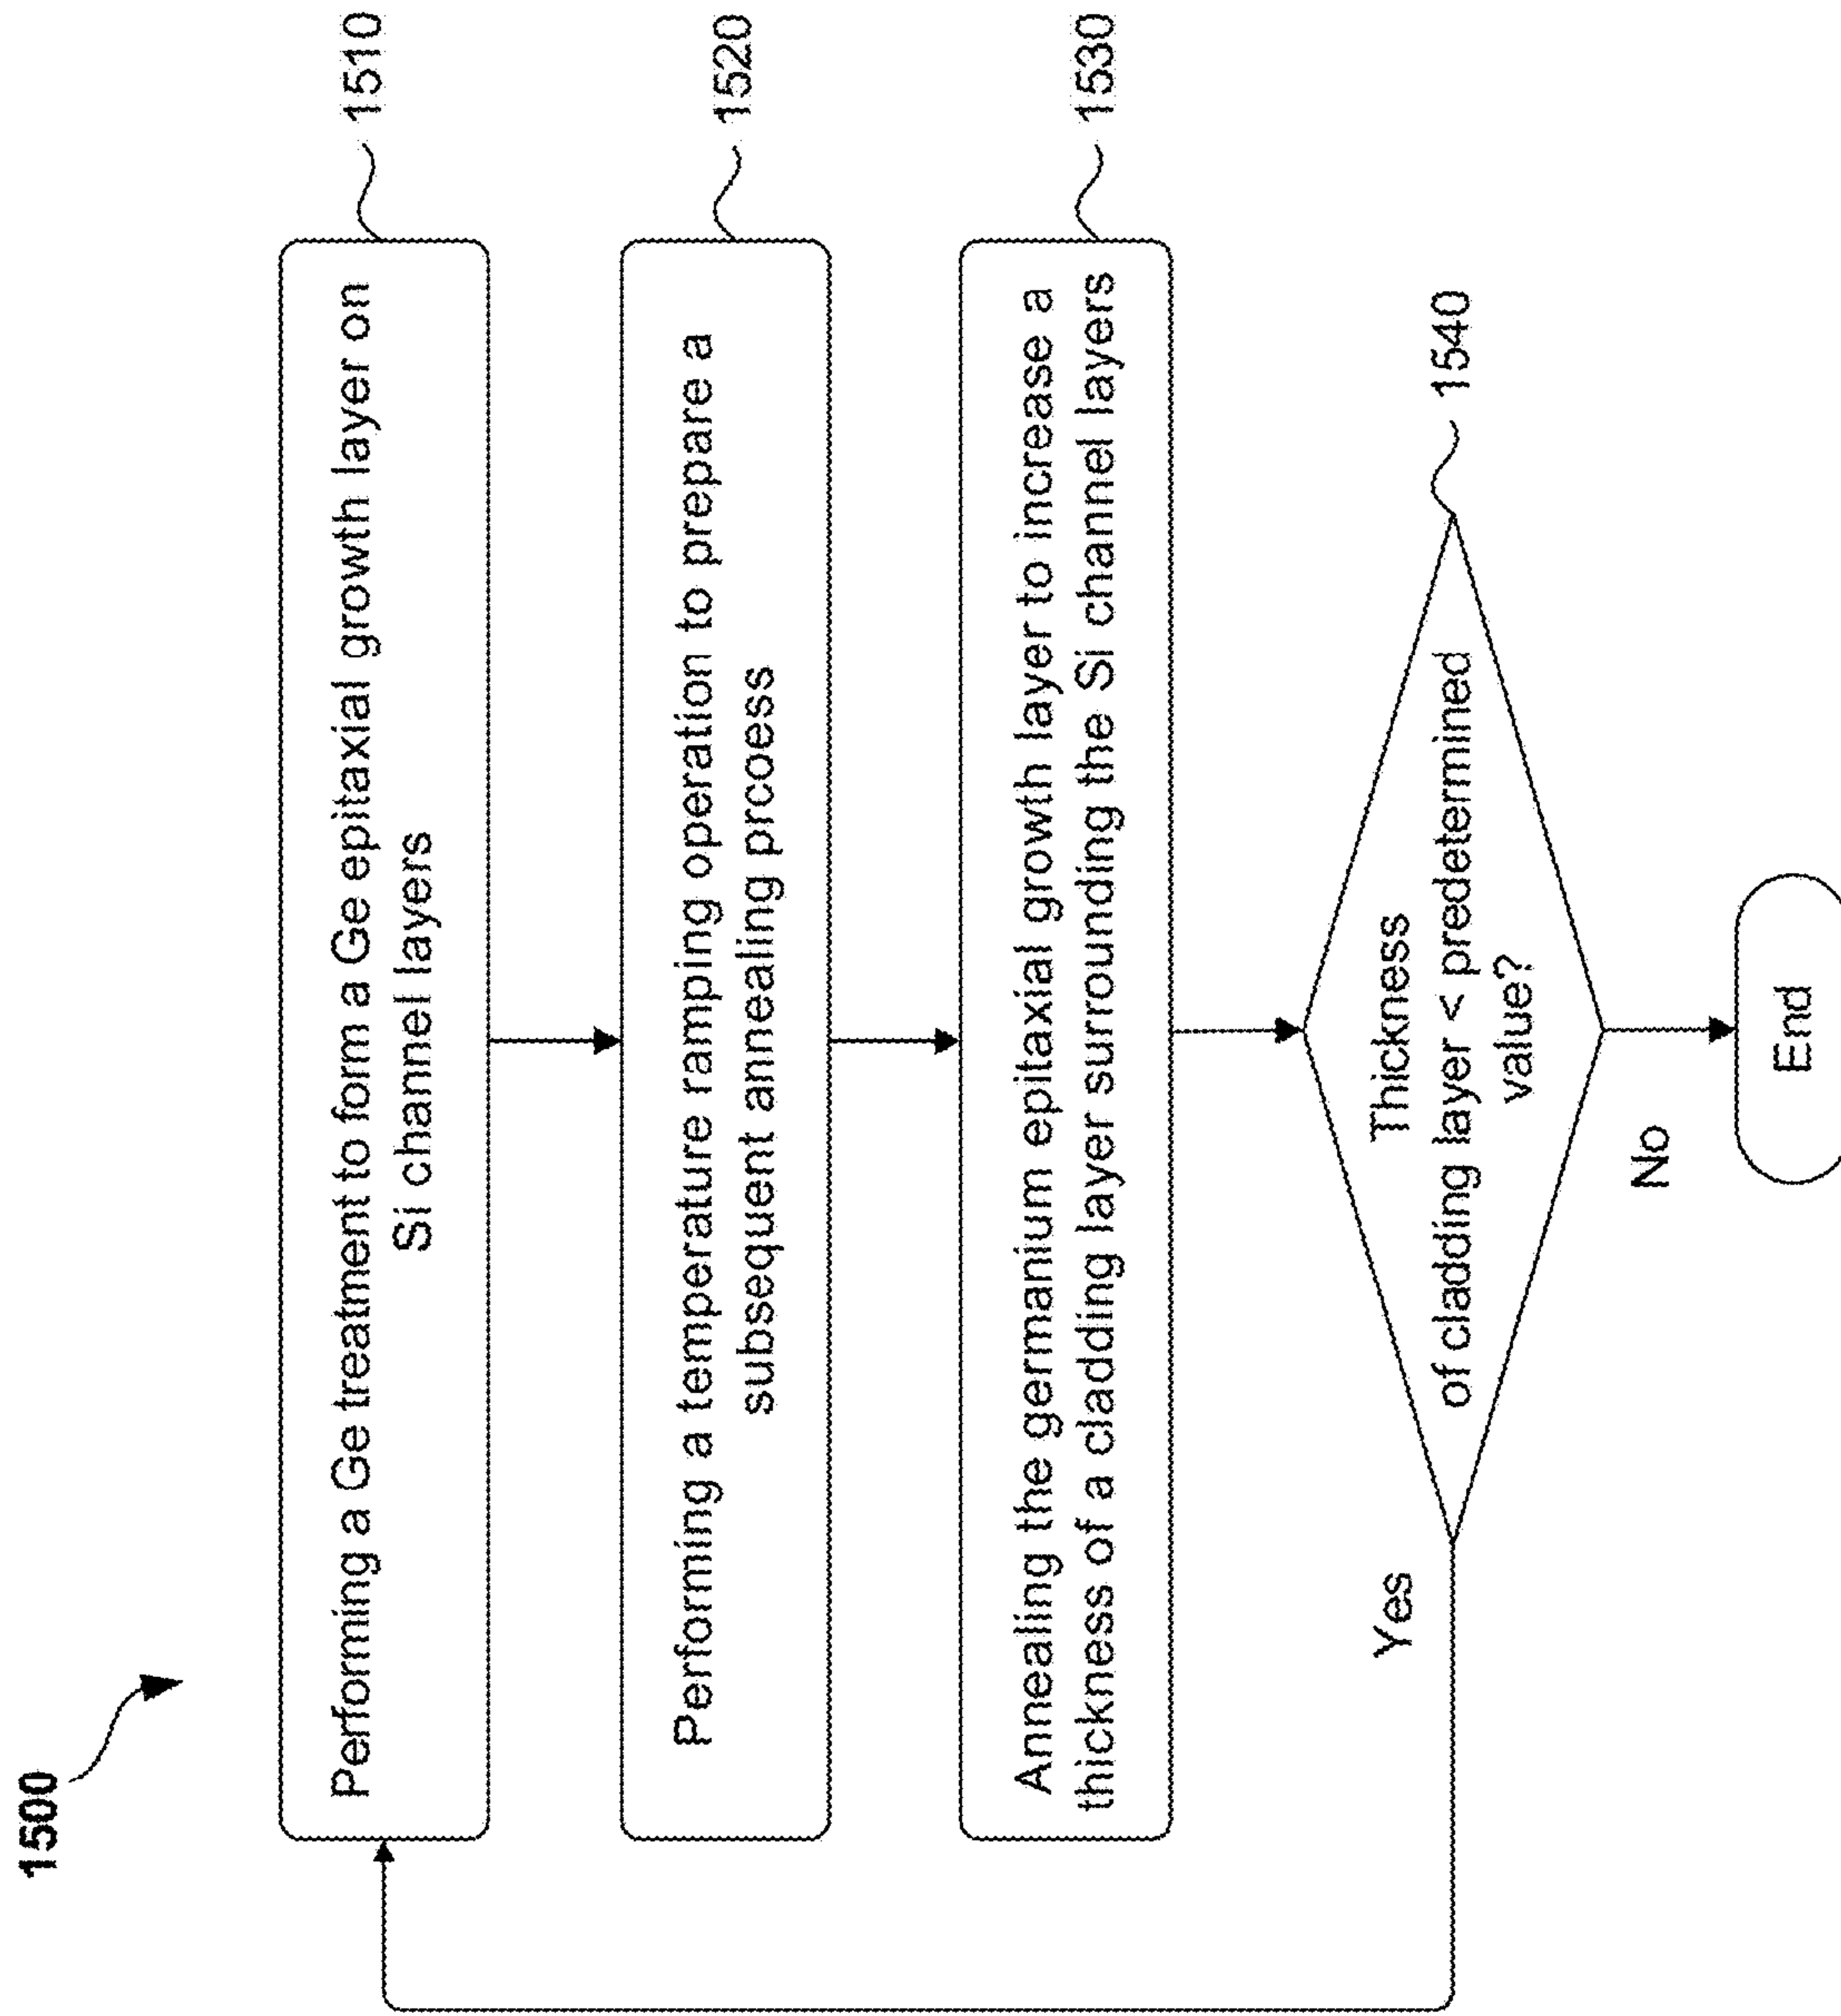 1500
Performing a Ge treatment to form a Ge epitaxial growth layer on
Si channel layers
1510
Performing a temperature ramping operation to prepare a
subsequent annealing prcoess
1520
Annealing the germanium epitaxial growth layer to increase a
thickness of a cladding layer surrounding the Si channel layers
1530
Thickness
of cladding layer < predetermined
value?
1540
Yes
No
End